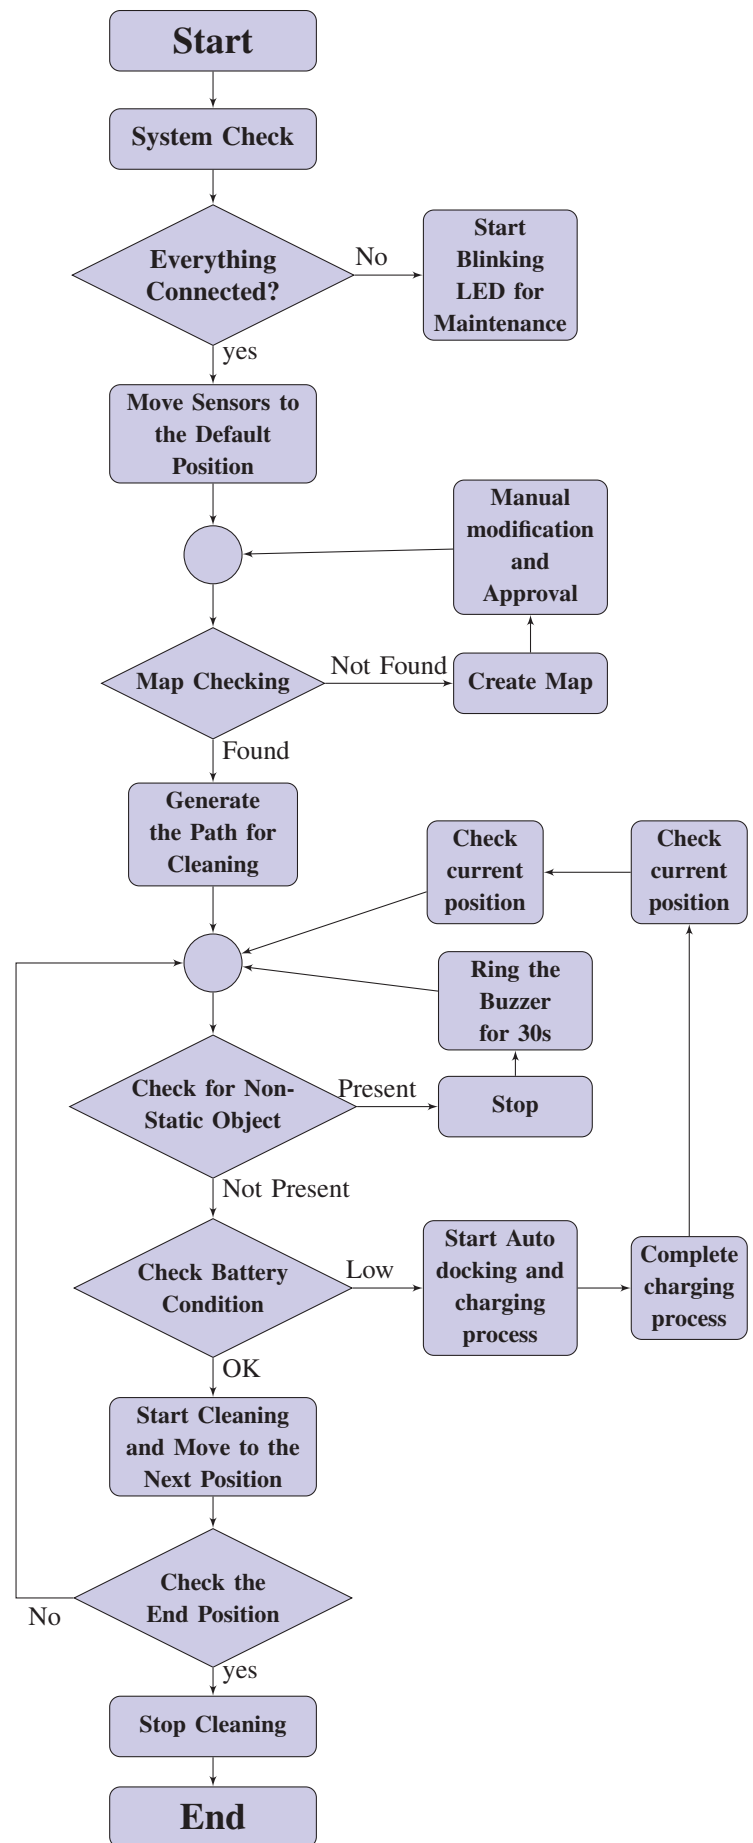 Start
System Check
Everything
Connected?
No
Start
Blinking
LED for
Maintenance
yes
Move Sensors to
the Default
Position
Manual
modification
and
Approval
Map Checking
Not Found
Create Map
Found
Generate
the Path for
Cleaning
Check
current
position
Check
current
position
Ring the
Buzzer
for 30s
Check for Non-
Static Object
Present
Stop
Not Present
Check Battery
Condition
Low
Start Auto
docking and
charging
process
Complete
charging
process
OK
Start Cleaning
and Move to the
Next Position
Check the
End Position
No
yes
Stop Cleaning
End